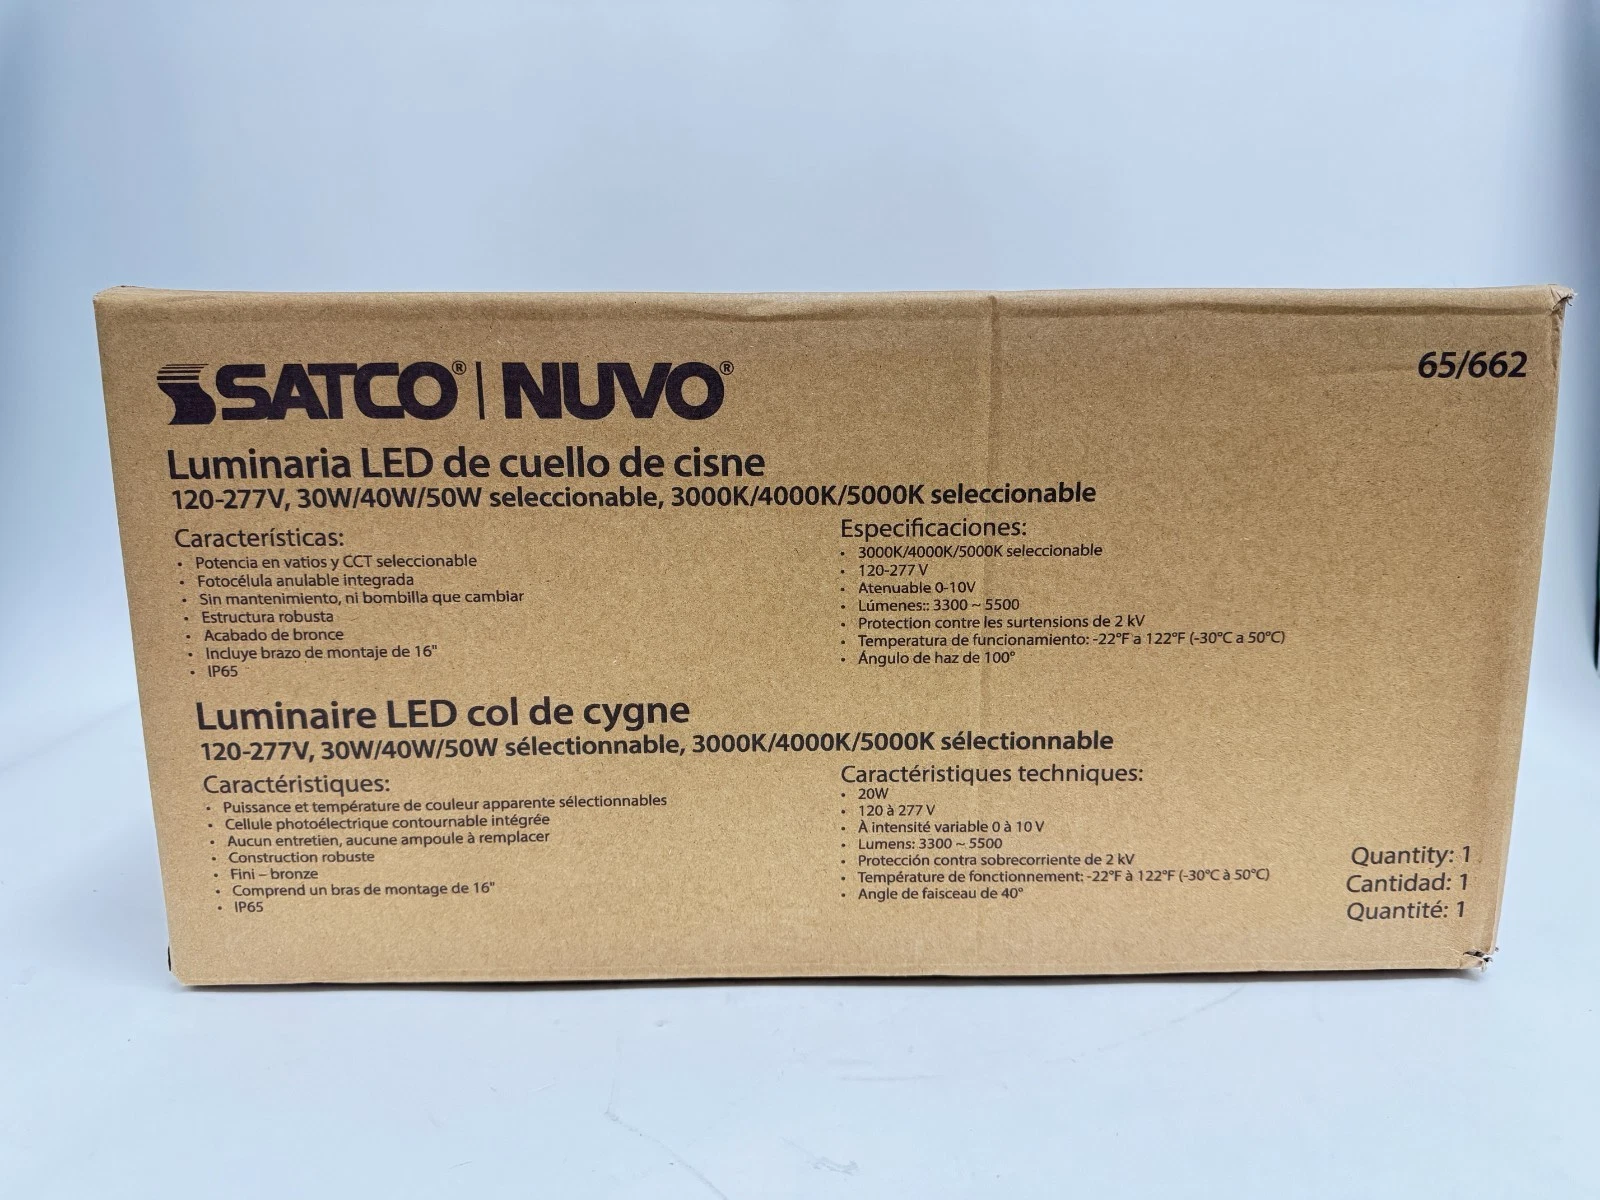 SATCO® | NUVO®
65/662
Luminaria LED de cuello de cisne
120-277V, 30W/40W/50W seleccionable, 3000K/4000K/5000K seleccionable
Características:
• Potencia en vatios y CCT seleccionable
• Fotocélula anulable integrada
• Sin mantenimiento, ni bombilla que cambiar
• Estructura robusta
• Acabado de bronce
• Incluye brazo de montaje de 16"
• IP65
Especificaciones:
• 3000K/4000K/5000K seleccionable
• 120-277 V
• Atenuable 0-10V
• Lúmenes:: 3300 ~ 5500
• Protection contre les surtensions de 2 kV
• Temperatura de funcionamiento: -22°F a 122°F (-30°C a 50°C)
• Ángulo de haz de 100°
Luminaire LED col de cygne
120-277V, 30W/40W/50W sélectionnable, 3000K/4000K/5000K sélectionnable
Caractéristiques:
• Puissance et température de couleur apparente sélectionnables
• Cellule photoélectrique contournable intégrée
• Aucun entretien, aucune ampoule à remplacer
• Construction robuste
• Fini – bronze
• Comprend un bras de montage de 16"
• IP65
Caractéristiques techniques:
• 20W
• 120 à 277 V
• À intensité variable 0 à 10 V
• Lumens: 3300 ~ 5500
• Protección contra sobrecorriente de 2 kV
• Température de fonctionnement: -22°F à 122°F (-30°C à 50°C)
• Angle de faisceau de 40°
Quantity: 1
Cantidad: 1
Quantité: 1